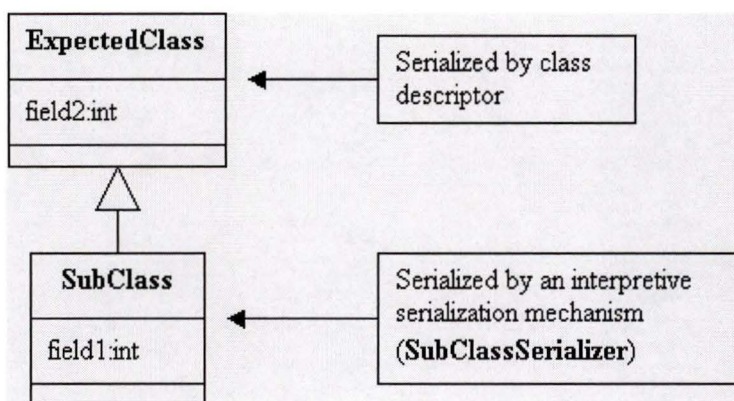 ExpectedClass
field2:int
Serialized by class
descriptor
SubClass
field1:int
Serialized by an interpretive
serialization mechanism
(SubClassSerializer)